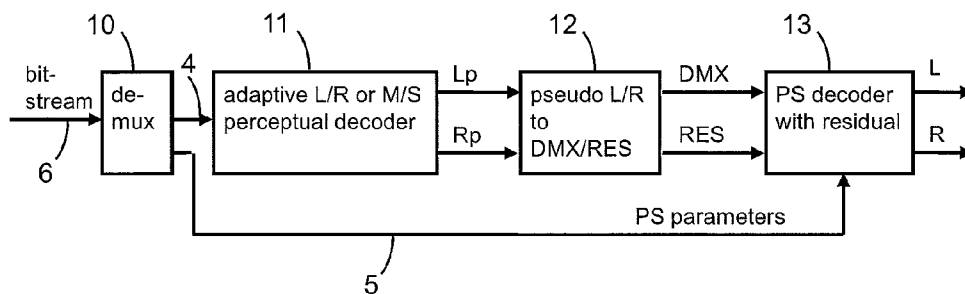 10
11
12
13
bit-
stream
6
de-
mux
4
adaptive L/R or M/S
perceptual decoder
Lp
Rp
pseudo L/R
to
DMX/RES
DMX
RES
PS decoder
with residual
L
R
PS parameters
5